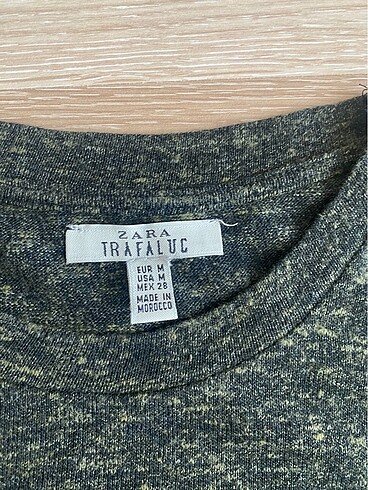 ZARA
TRAFALUC
EUR M
USA M
MEX 28
MADE IN
MOROCCO